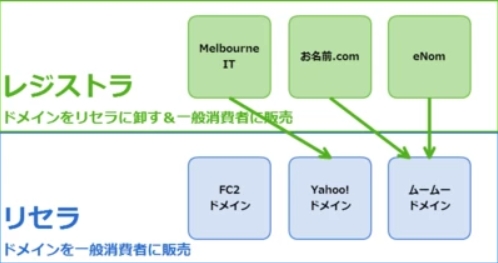 Melbourne
IT
お名前.com
eNom
レジストラ
ドメインをリセラに卸す＆一般消費者に販売
FC2
ドメイン
Yahoo!
ドメイン
ムームー
ドメイン
リセラ
ドメインを一般消費者に販売